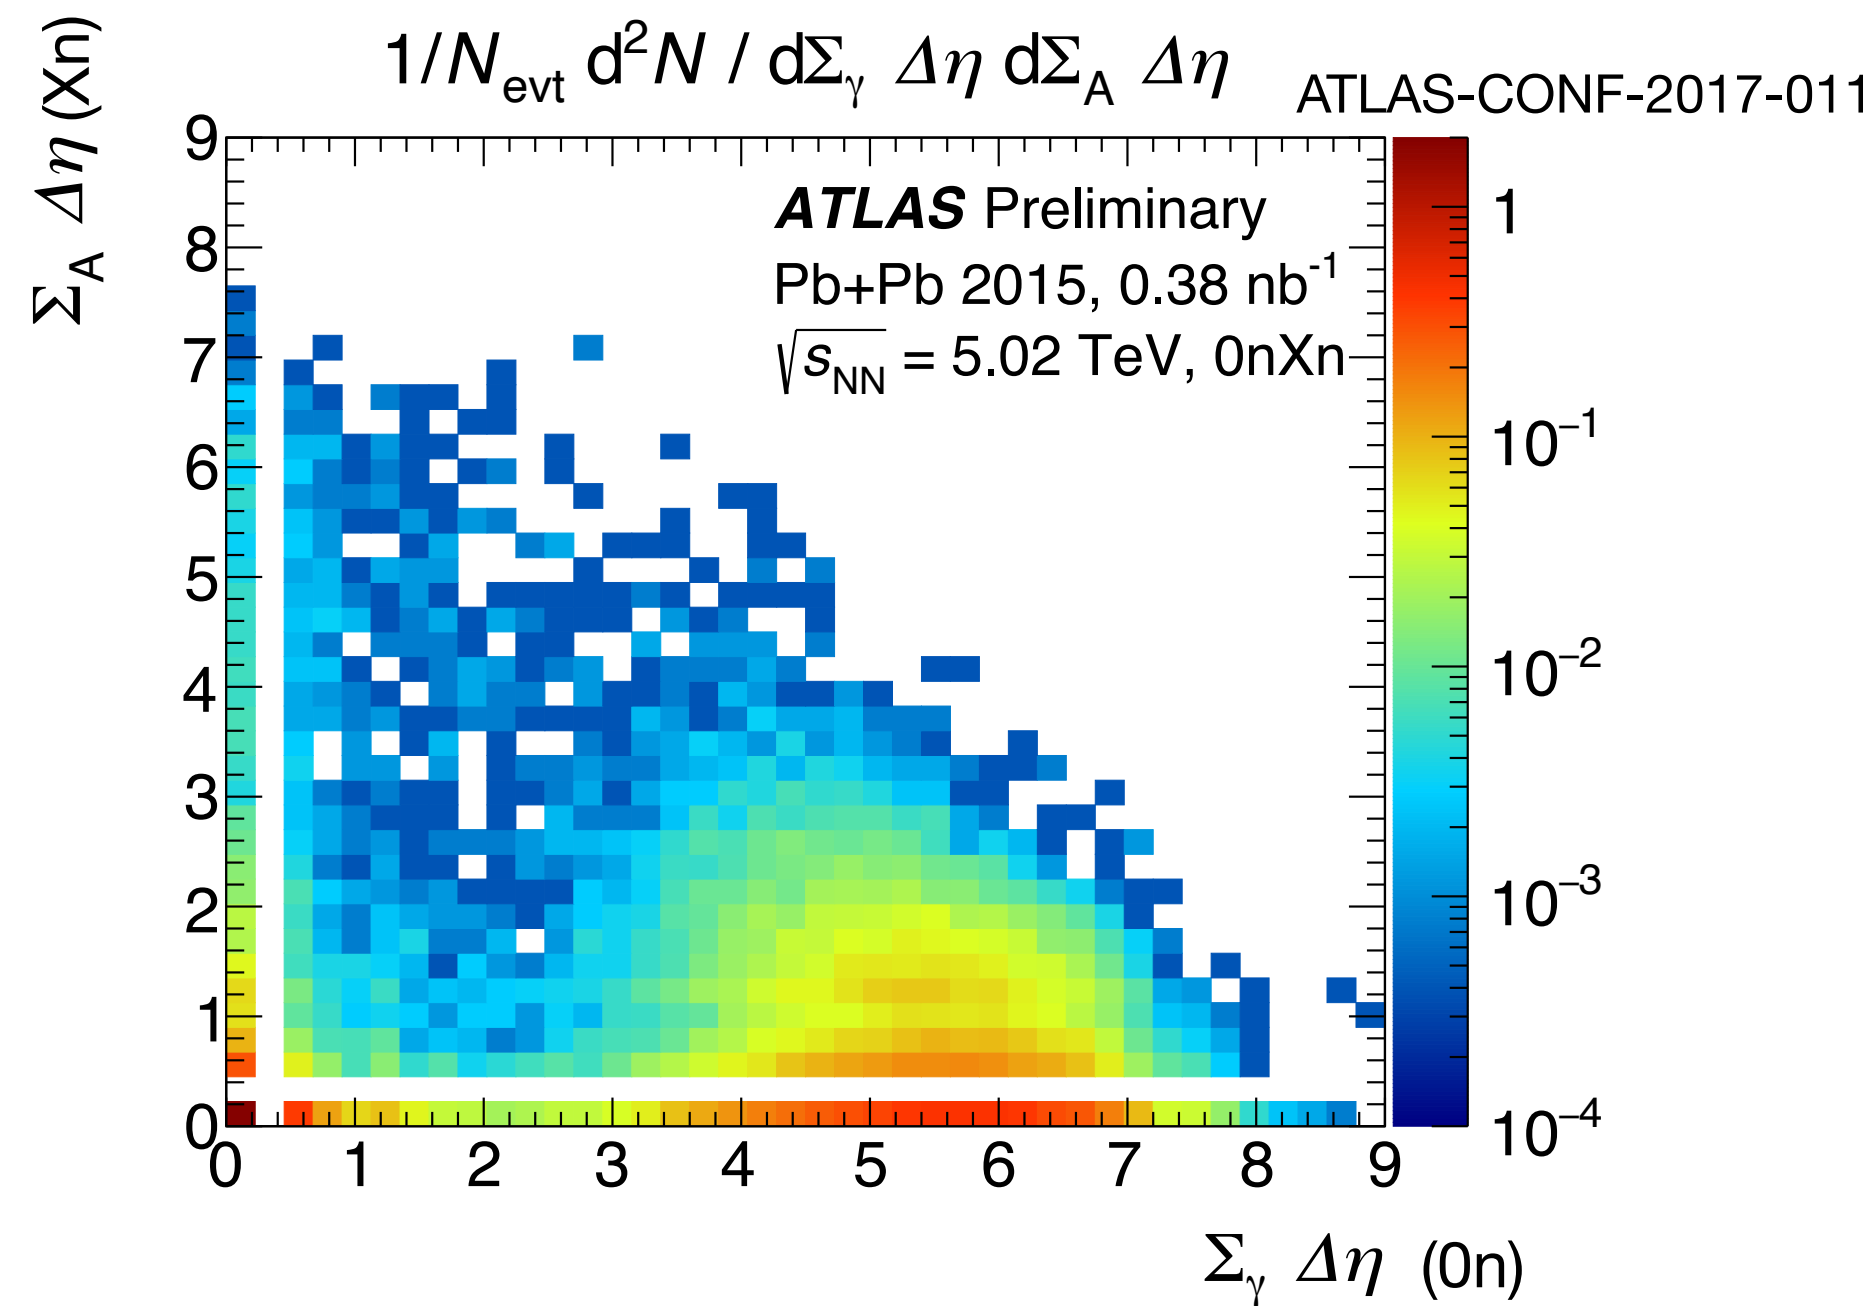 1/N_evt d²N / dΣ_γ Δη dΣ_A Δη
ATLAS-CONF-2017-011
Σ_A Δη (Xn)
ATLAS Preliminary
Pb+Pb 2015, 0.38 nb⁻¹
√s_NN = 5.02 TeV, 0nXn
9
8
7
6
5
4
3
2
1
0
0 1 2 3 4 5 6 7 8 9
Σ_γ Δη (0n)
1
10⁻¹
10⁻²
10⁻³
10⁻⁴